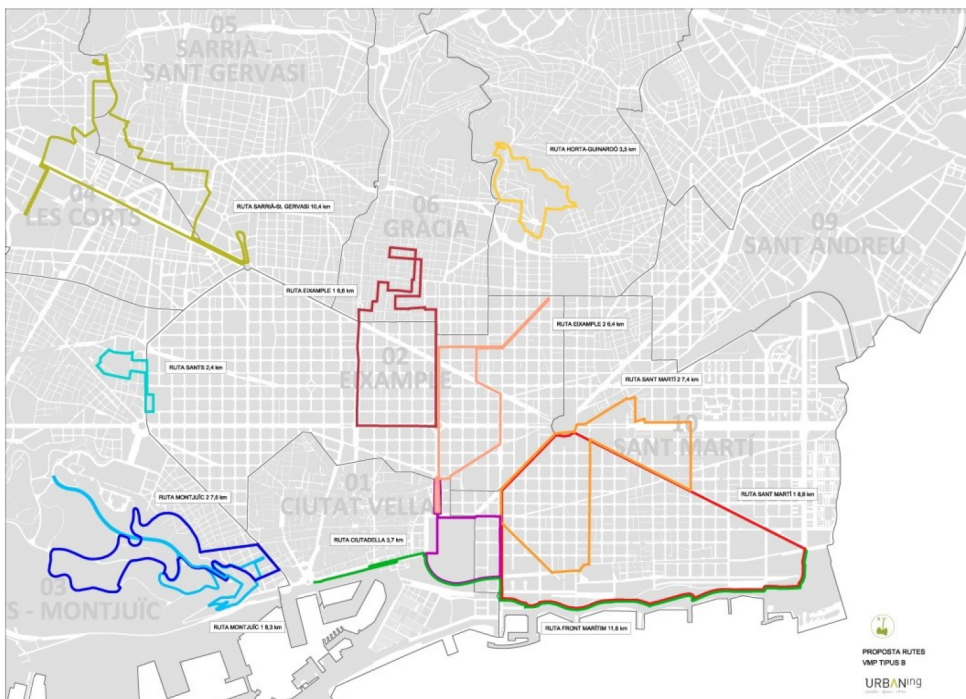 NOU BARRI
05
SARRIÀ -
SANT GERVASI
RUTA HORTA-GUINARDÓ 3,5 km
04
LES CORTS
RUTA SARRIÀ-St. GERVASI 10,4 km
06
GRÀCIA
09
SANT ANDREU
RUTA EIXAMPLE 1 6,6 km
RUTA EIXAMPLE 2 6,4 km
02
EIXAMPLE
RUTA SANTS 2,4 km
RUTA SANT MARTÍ 2 7,4 km
10
SANT MARTÍ
RUTA MONTJUÏC 2 7,6 km
01
CIUTAT VELLA
RUTA SANT MARTÍ 1 8,6 km
RUTA CIUTADELLA 3,7 km
03
S - MONTJUÏC
RUTA MONTJUÏC 1 8,3 km
RUTA FRONT MARÍTIM 11,6 km
PROPOSTA RUTES
VMP TIPUS B
URBANing